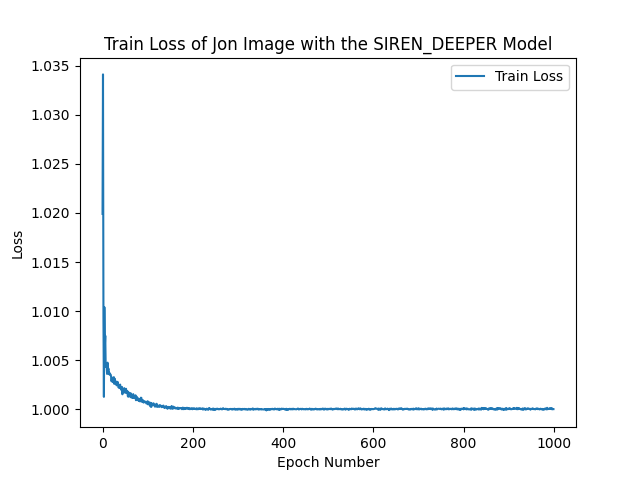 Train Loss of Jon Image with the SIREN_DEEPER Model
Train Loss
1.035
1.030
1.025
1.020
1.015
1.010
1.005
1.000
Loss
0 200 400 600 800 1000
Epoch Number